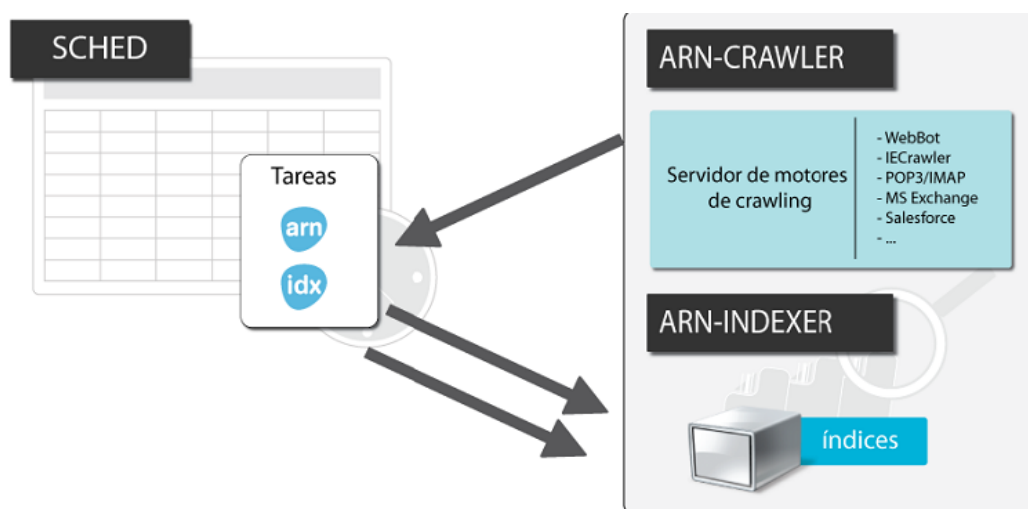 SCHED
Tareas
arn
idx
ARN-CRAWLER
Servidor de motores
de crawling
- WebBot
- IECrawler
- POP3/IMAP
- MS Exchange
- Salesforce
- ...
ARN-INDEXER
índices